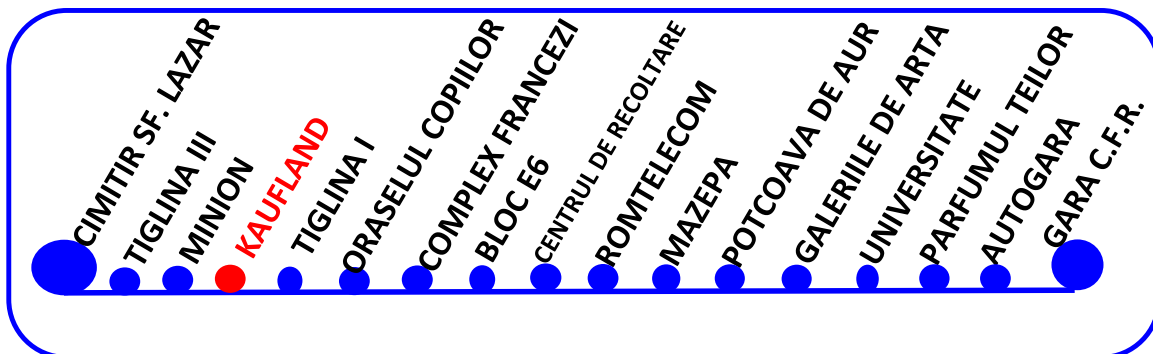 CIMITIR SF. LAZAR
TIGLINA III
MINION
KAUFLAND
TIGLINA I
ORASELUL COPIILOR
COMPLEX FRANCEZI
BLOC E6
CENTRUL DE RECOLTARE
ROMTELECOM
MAZEPA
POTCOAVA DE AUR
GALERIILE DE ARTA
UNIVERSITATE
PARFUMUL TEILOR
AUTOGARA
GARA C.F.R.